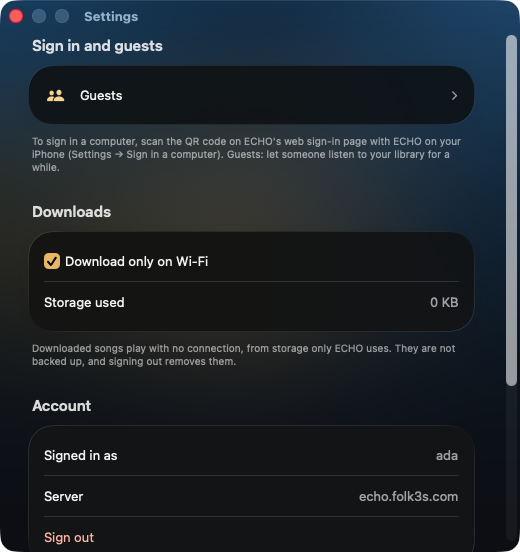 Settings
Sign in and guests
Guests
To sign in a computer, scan the QR code on ECHO's web sign-in page with ECHO on your
iPhone (Settings → Sign in a computer). Guests: let someone listen to your library for a
while.
Downloads
Download only on Wi-Fi
Storage used 0 KB
Downloaded songs play with no connection, from storage only ECHO uses. They are not
backed up, and signing out removes them.
Account
Signed in as ada
Server echo.folk3s.com
Sign out